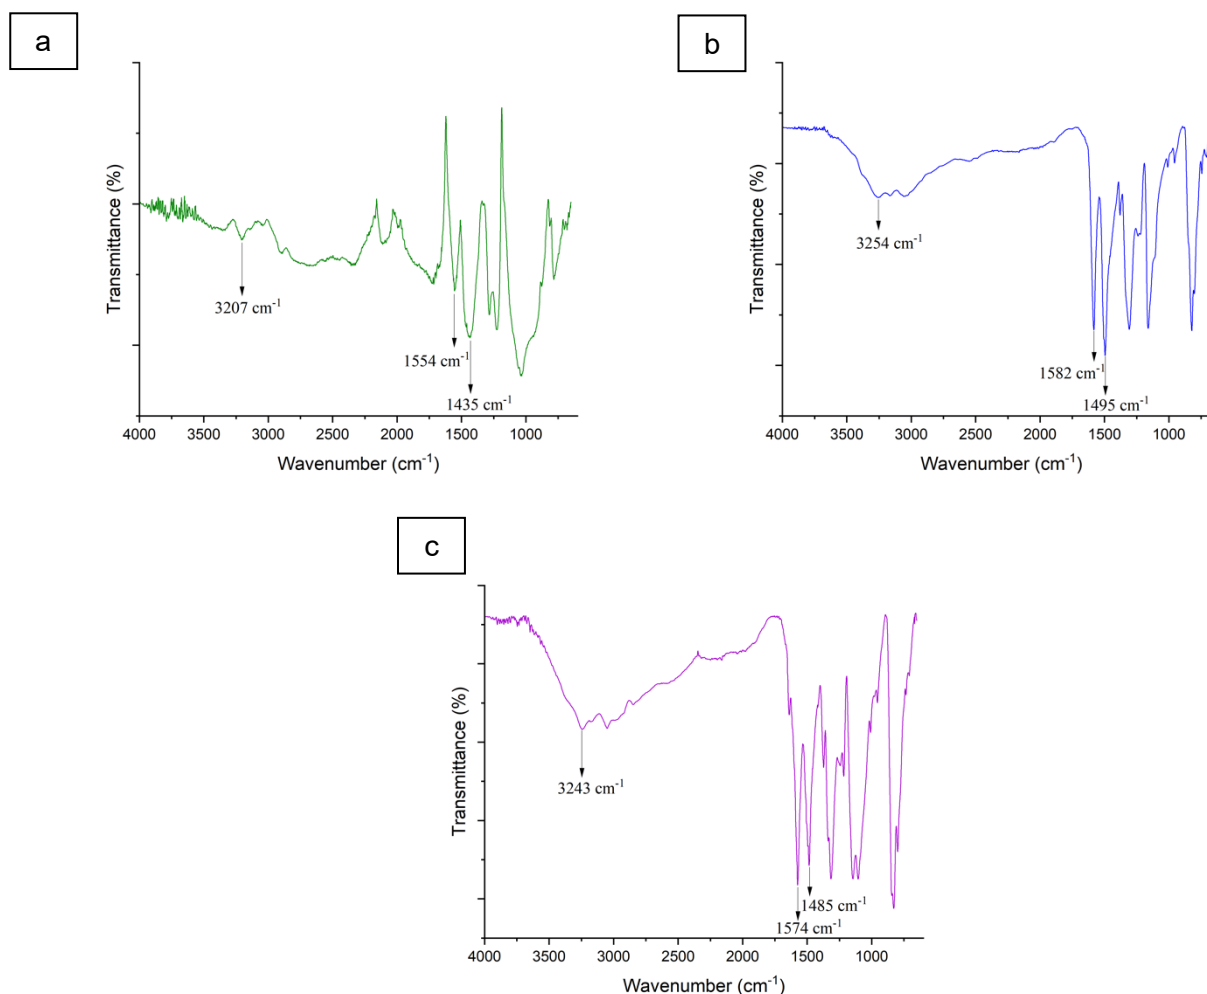 a
Transmittance (%)
3207 cm⁻¹
1554 cm⁻¹
1435 cm⁻¹
4000 3500 3000 2500 2000 1500 1000
Wavenumber (cm⁻¹)
b
Transmittance (%)
3254 cm⁻¹
1582 cm⁻¹
1495 cm⁻¹
4000 3500 3000 2500 2000 1500 1000
Wavenumber (cm⁻¹)
c
Transmittance (%)
3243 cm⁻¹
1485 cm⁻¹
1574 cm⁻¹
4000 3500 3000 2500 2000 1500 1000
Wavenumber (cm⁻¹)